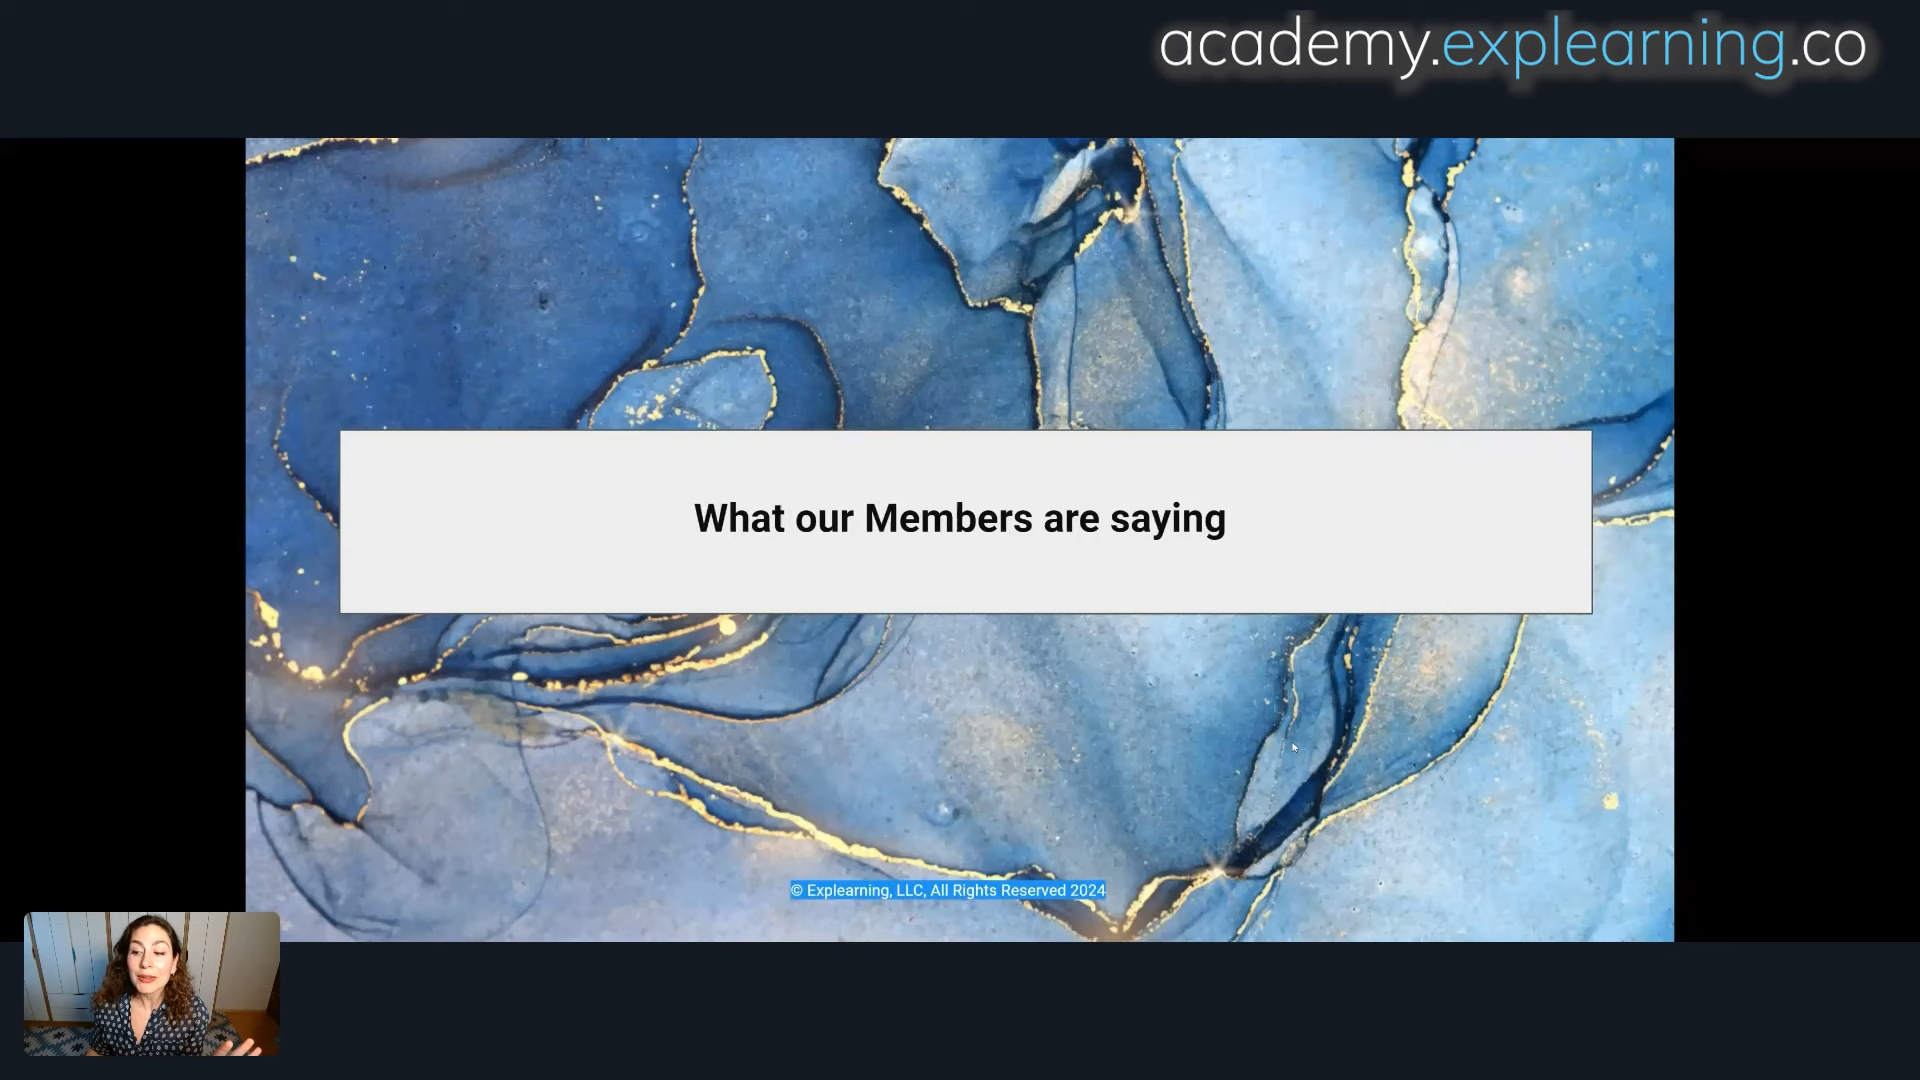 academy.explearning.co
What our Members are saying
© Explearning, LLC, All Rights Reserved 2024